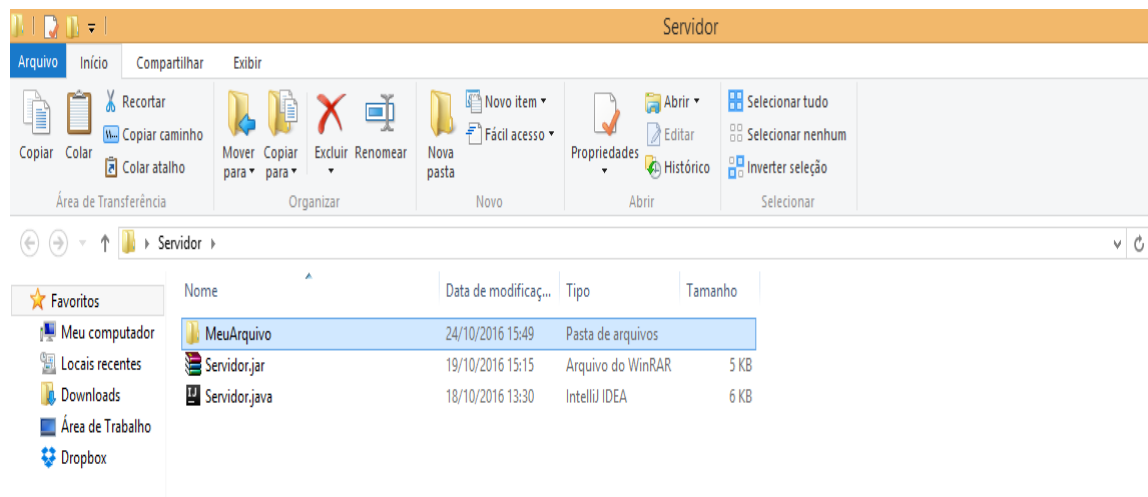 Servidor
Arquivo Início Compartilhar Exibir
Copiar Colar Recortar Copiar caminho Colar atalho
Mover para Copiar para Excluir Renomear
Nova pasta Novo item Fácil acesso
Propriedades Abrir Editar Histórico
Selecionar tudo Selecionar nenhum Inverter seleção
Área de Transferência Organizar Novo Abrir Selecionar
Servidor
Favoritos
Meu computador
Locais recentes
Downloads
Área de Trabalho
Dropbox
Nome Data de modificaç... Tipo Tamanho
MeuArquivo 24/10/2016 15:49 Pasta de arquivos
Servidor.jar 19/10/2016 15:15 Arquivo do WinRAR 5 KB
Servidor.java 18/10/2016 13:30 IntelliJ IDEA 6 KB